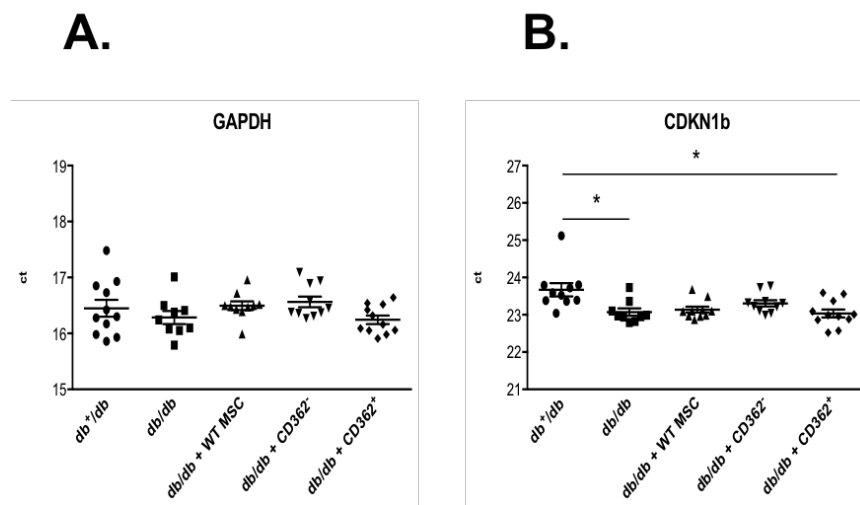 A.
GAPDH
19
18
17
16
15
ct
db⁺/db
db/db
db/db + WT MSC
db/db + CD362⁻
db/db + CD362⁺
B.
CDKN1b
27
26
25
24
23
22
21
ct
*
*
db⁺/db
db/db
db/db + WT MSC
db/db + CD362⁻
db/db + CD362⁺